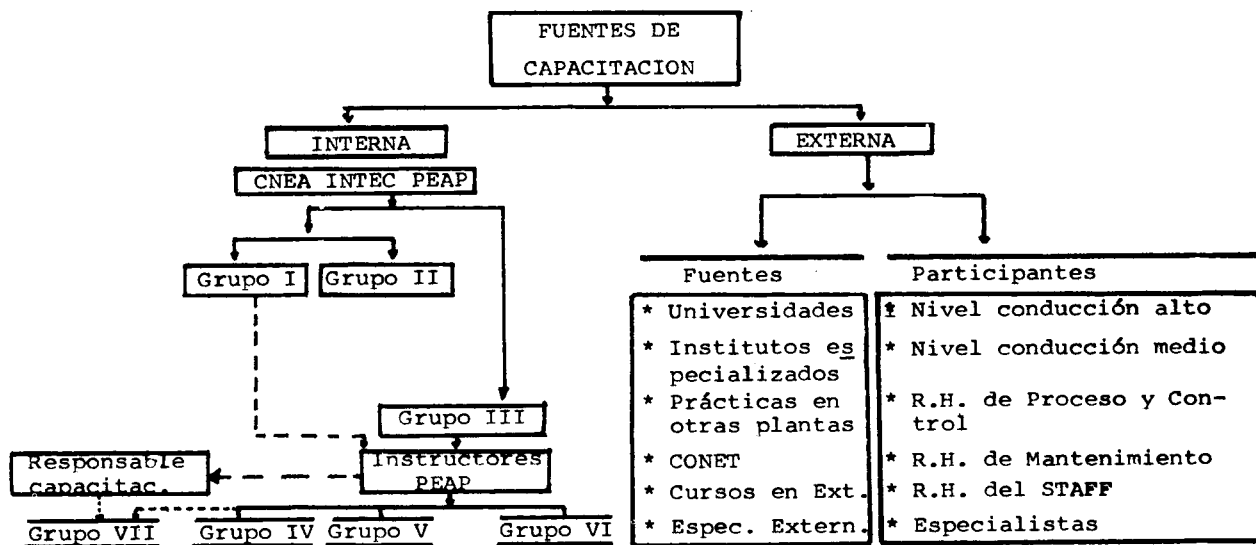 FUENTES DE
CAPACITACION
INTERNA
EXTERNA
CNEA INTEC PEAP
Grupo I
Grupo II
Grupo III
Responsable
capacitac.
Instructores
PEAP
Grupo VII
Grupo IV
Grupo V
Grupo VI
Fuentes
* Universidades
* Institutos es
pecializados
* Prácticas en
otras plantas
* CONET
* Cursos en Ext.
* Espec. Extern.
Participantes
* Nivel conducción alto
* Nivel conducción medio
* R.H. de Proceso y Con-
trol
* R.H. de Mantenimiento
* R.H. del STAFF
* Especialistas